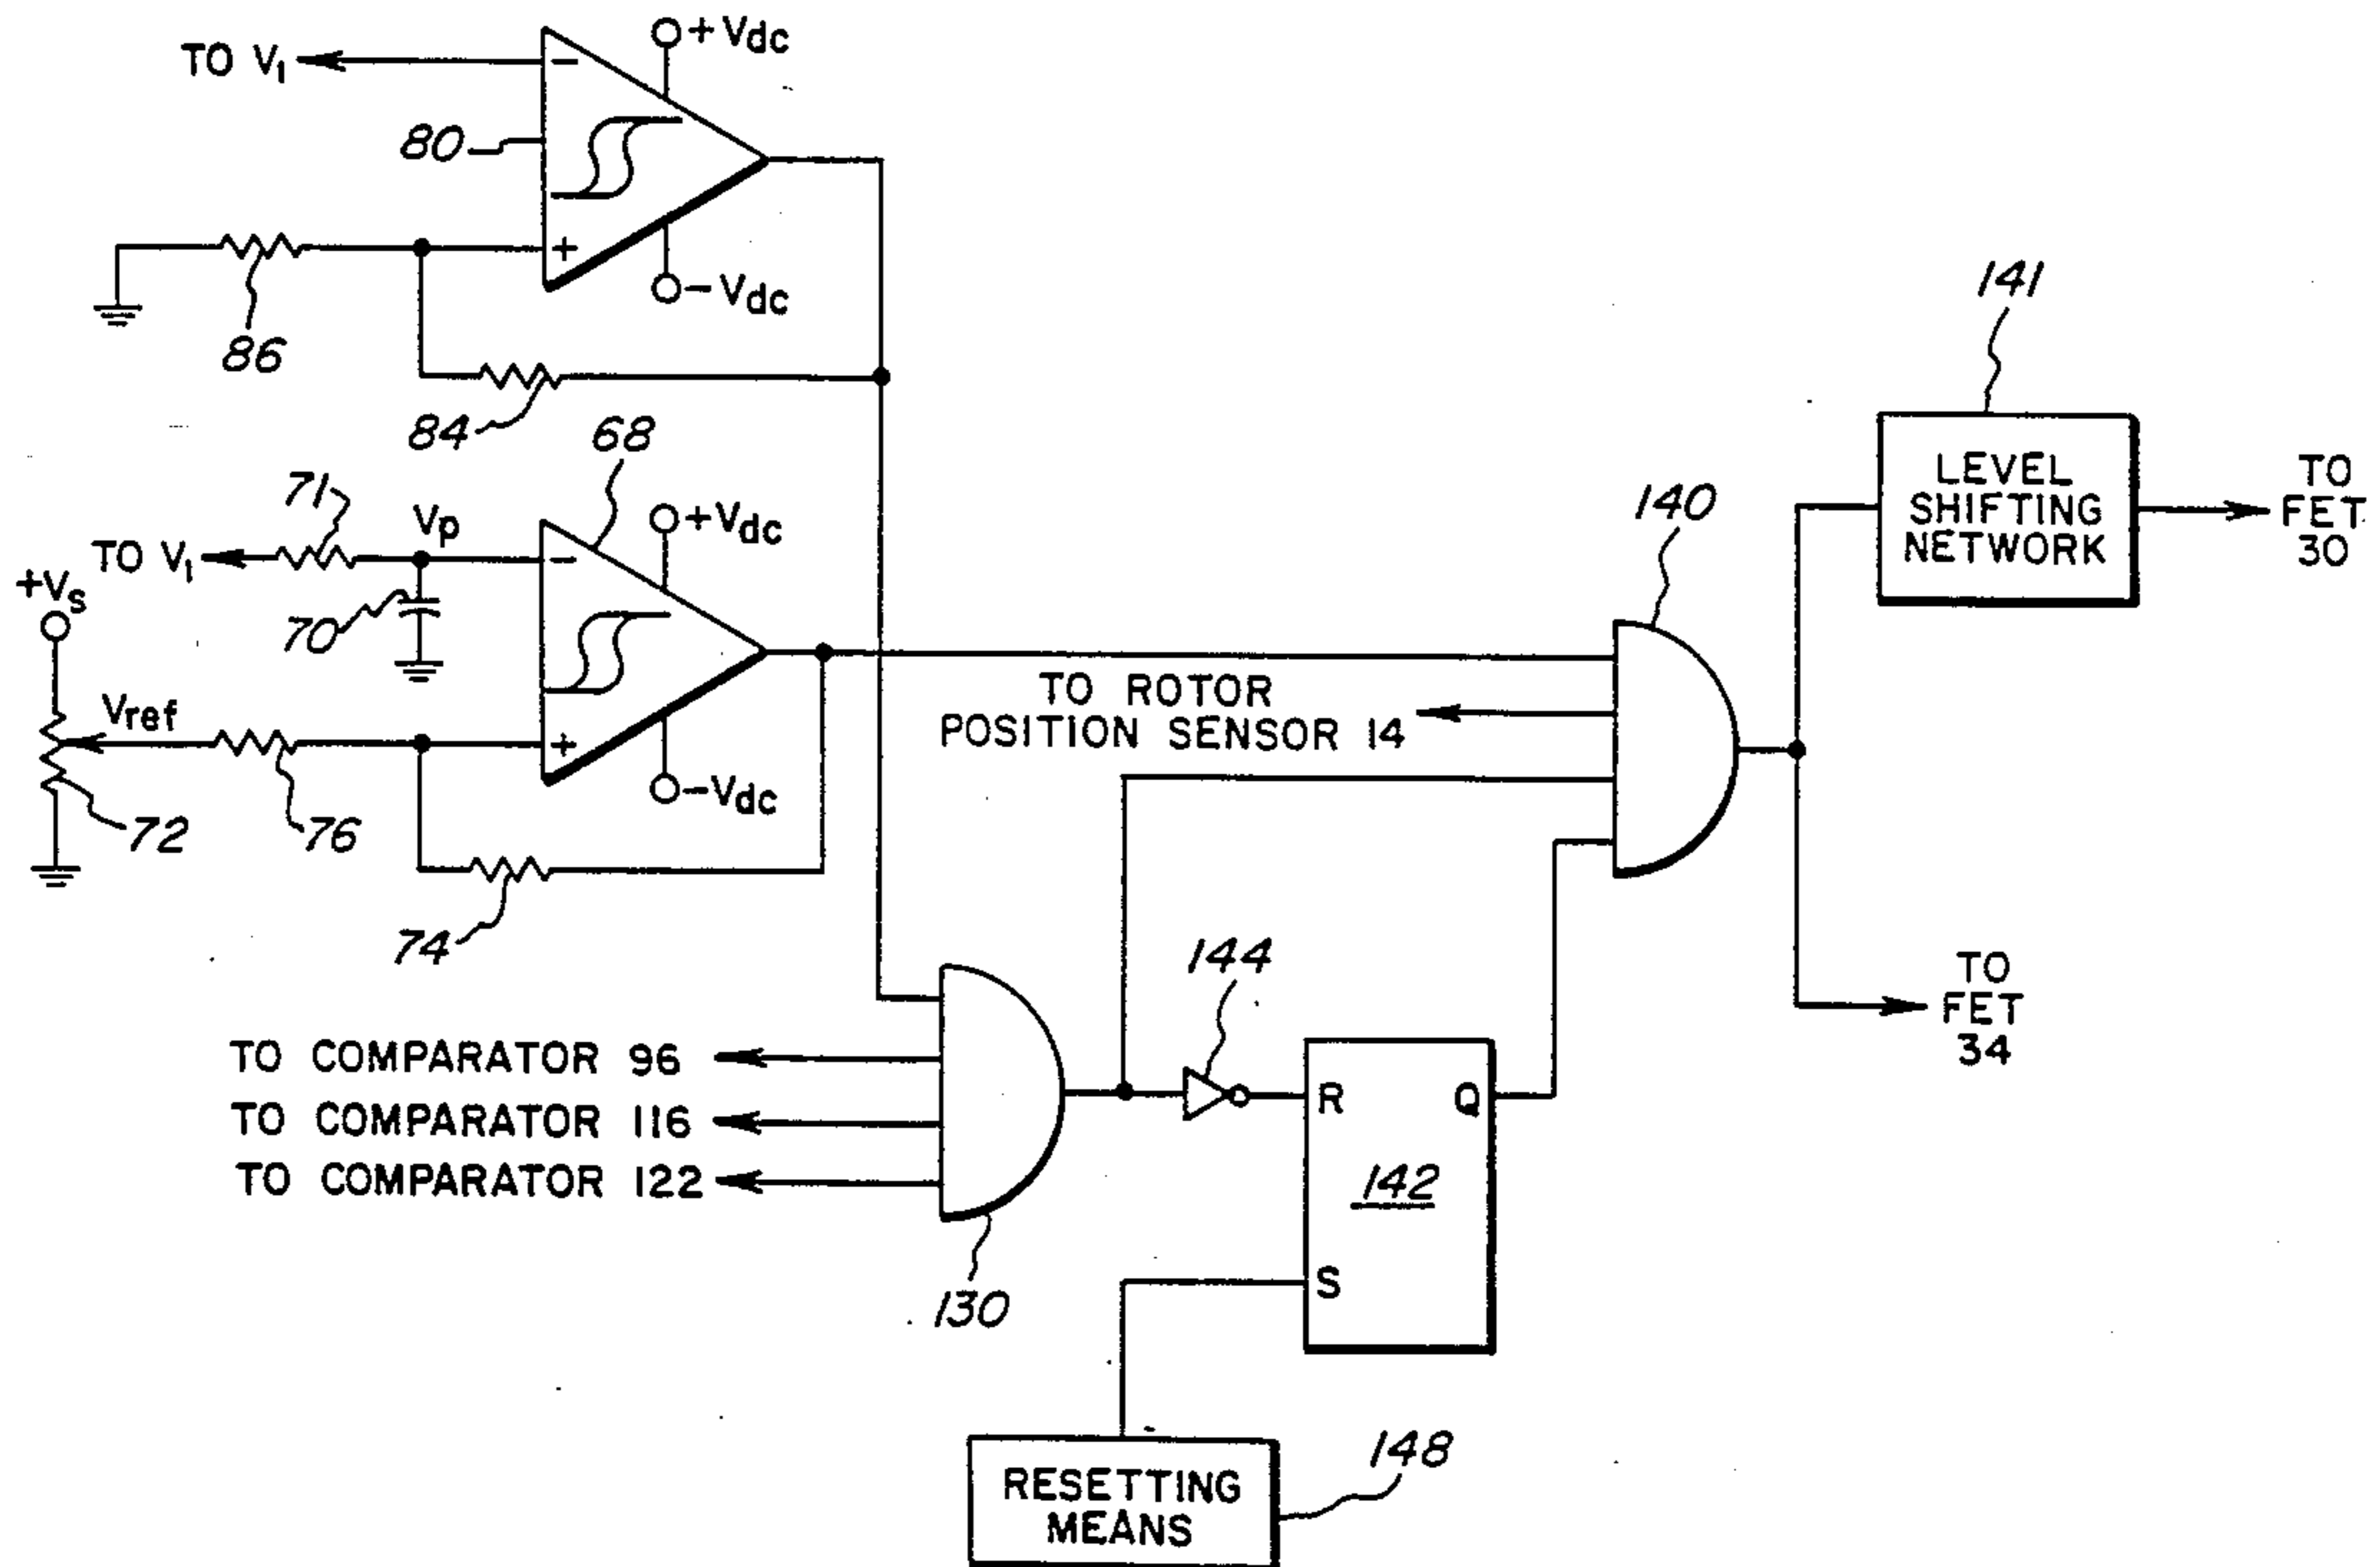 TO V1
−
+Vdc
80
+
−Vdc
86
84
68
141
LEVEL
SHIFTING
NETWORK
TO
FET
30
71
Vp
+Vdc
140
TO V1
−
+Vs
70
TO ROTOR
POSITION SENSOR 14
Vref
+
−Vdc
72
76
74
144
TO
FET
34
TO COMPARATOR 96
TO COMPARATOR 116
TO COMPARATOR 122
R
Q
142
S
130
148
RESETTING
MEANS